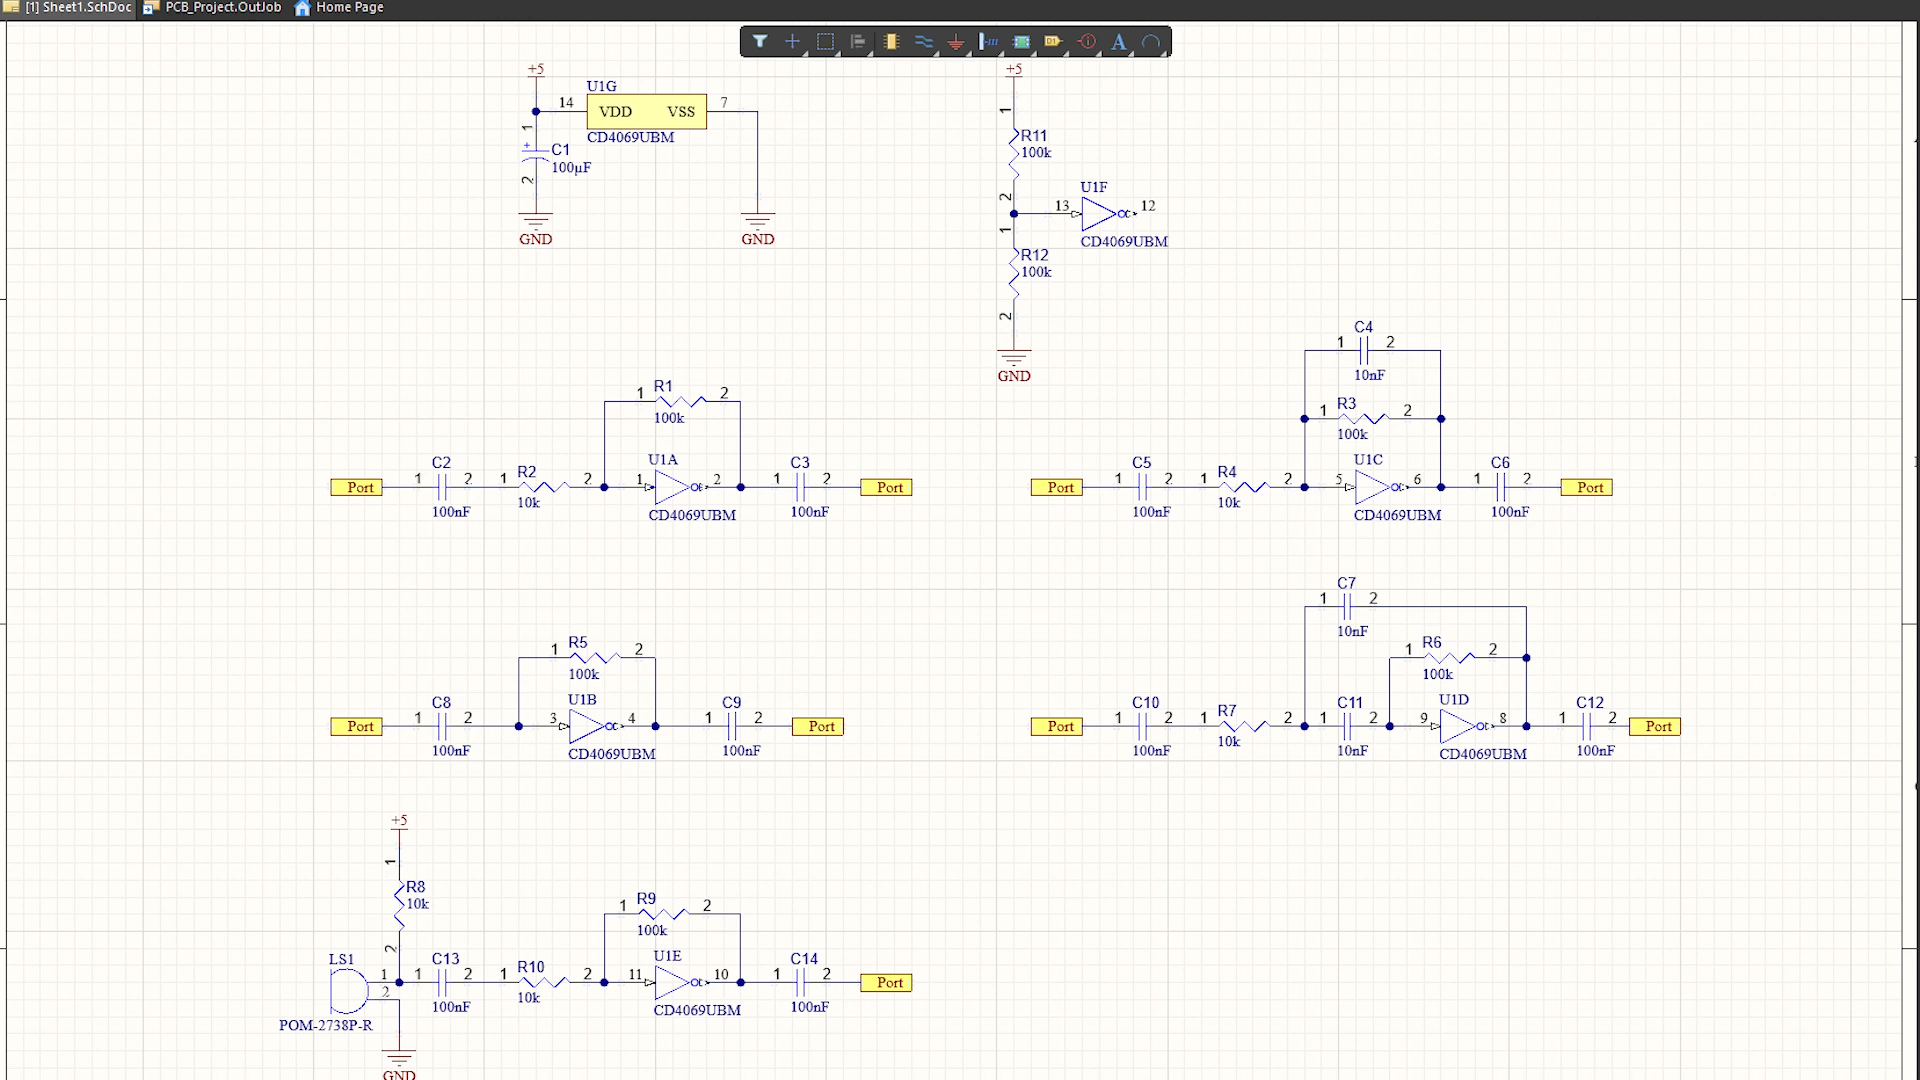 [1] Sheet1.SchDoc PCB_Project.OutJob Home Page
+5
U1G
14 VDD VSS 7
CD4069UBM
1
+
C1
100µF
2
GND GND
+5
1
R11
100k
2
U1F
13 12
CD4069UBM
1
R12
100k
2
GND
R1
1 2
100k
C2 R2 U1A C3
Port 1 2 1 2 1 2 1 2 Port
100nF 10k CD4069UBM 100nF
C4
1 2
10nF
R3
1 2
100k
C5 R4 U1C C6
Port 1 2 1 2 5 6 1 2 Port
100nF 10k CD4069UBM 100nF
R5
1 2
100k
C8 U1B C9
Port 1 2 3 4 1 2 Port
100nF CD4069UBM 100nF
C7
1 2
10nF
R6
1 2
100k
C10 R7 C11 U1D C12
Port 1 2 1 2 1 2 9 8 1 2 Port
100nF 10k 10nF CD4069UBM 100nF
+5
1
R8
10k
2
R9
1 2
100k
LS1 C13 R10 U1E C14
1 1 2 1 2 11 10 1 2 Port
2
100nF 10k CD4069UBM 100nF
POM-2738P-R
GND